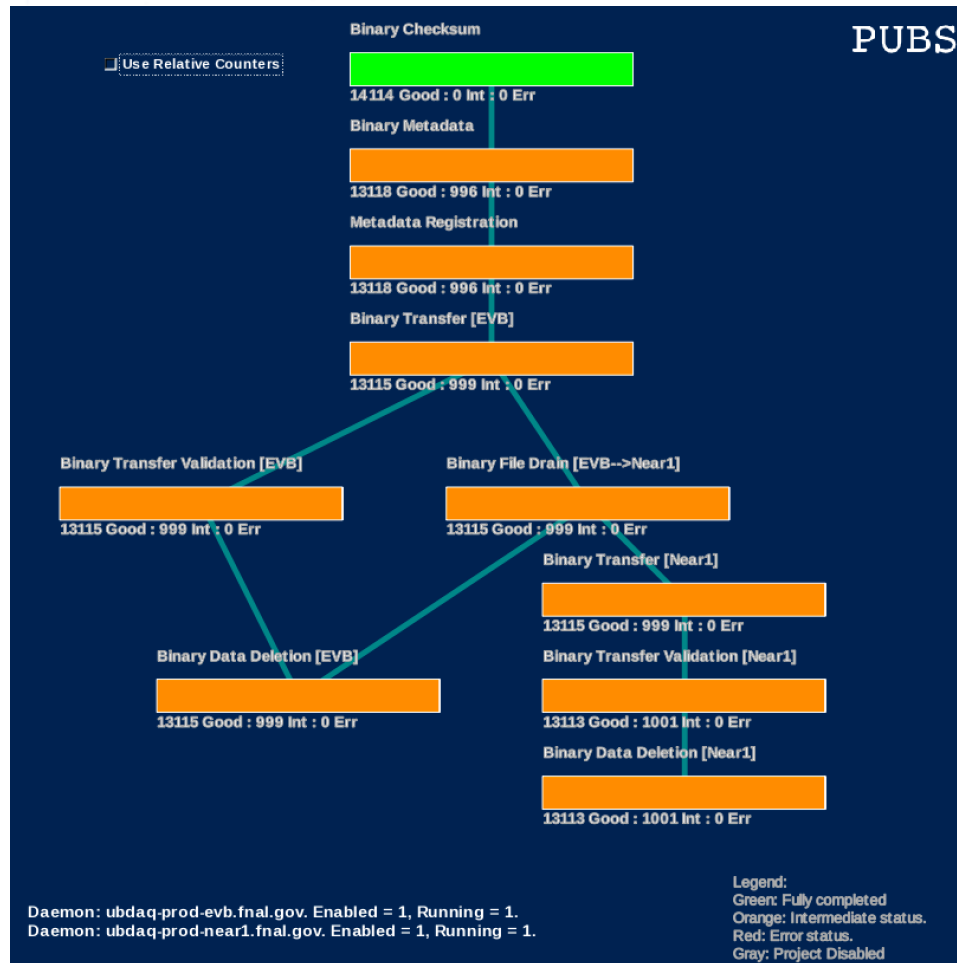 Binary Checksum
PUBS
Use Relative Counters
14114 Good : 0 Int : 0 Err
Binary Metadata
13118 Good : 996 Int : 0 Err
Metadata Registration
13118 Good : 996 Int : 0 Err
Binary Transfer [EVB]
13115 Good : 999 Int : 0 Err
Binary Transfer Validation [EVB]
13115 Good : 999 Int : 0 Err
Binary File Drain [EVB-->Near1]
13115 Good : 999 Int : 0 Err
Binary Transfer [Near1]
13115 Good : 999 Int : 0 Err
Binary Data Deletion [EVB]
13115 Good : 999 Int : 0 Err
Binary Transfer Validation [Near1]
13113 Good : 1001 Int : 0 Err
Binary Data Deletion [Near1]
13113 Good : 1001 Int : 0 Err
Daemon: ubdaq-prod-evb.fnal.gov. Enabled = 1, Running = 1.
Daemon: ubdaq-prod-near1.fnal.gov. Enabled = 1, Running = 1.
Legend:
Green: Fully completed
Orange: Intermediate status.
Red: Error status.
Gray: Project Disabled